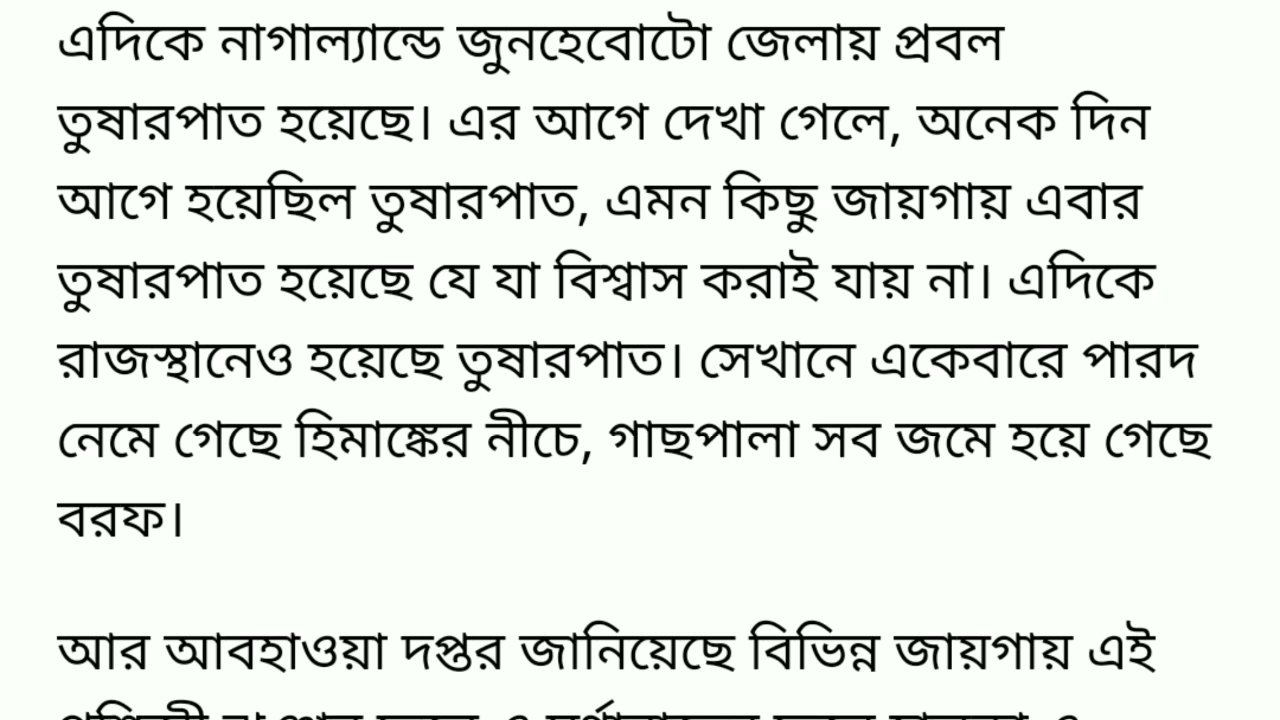 এদিকে নাগাল্যান্ডে জুনহেবোটো জেলায় প্রবল
তুষারপাত হয়েছে। এর আগে দেখা গেলে, অনেক দিন
আগে হয়েছিল তুষারপাত, এমন কিছু জায়গায় এবার
তুষারপাত হয়েছে যে যা বিশ্বাস করাই যায় না। এদিকে
রাজস্থানেও হয়েছে তুষারপাত। সেখানে একেবারে পারদ
নেমে গেছে হিমাঙ্কের নীচে, গাছপালা সব জমে হয়ে গেছে
বরফ।
আর আবহাওয়া দপ্তর জানিয়েছে বিভিন্ন জায়গায় এই